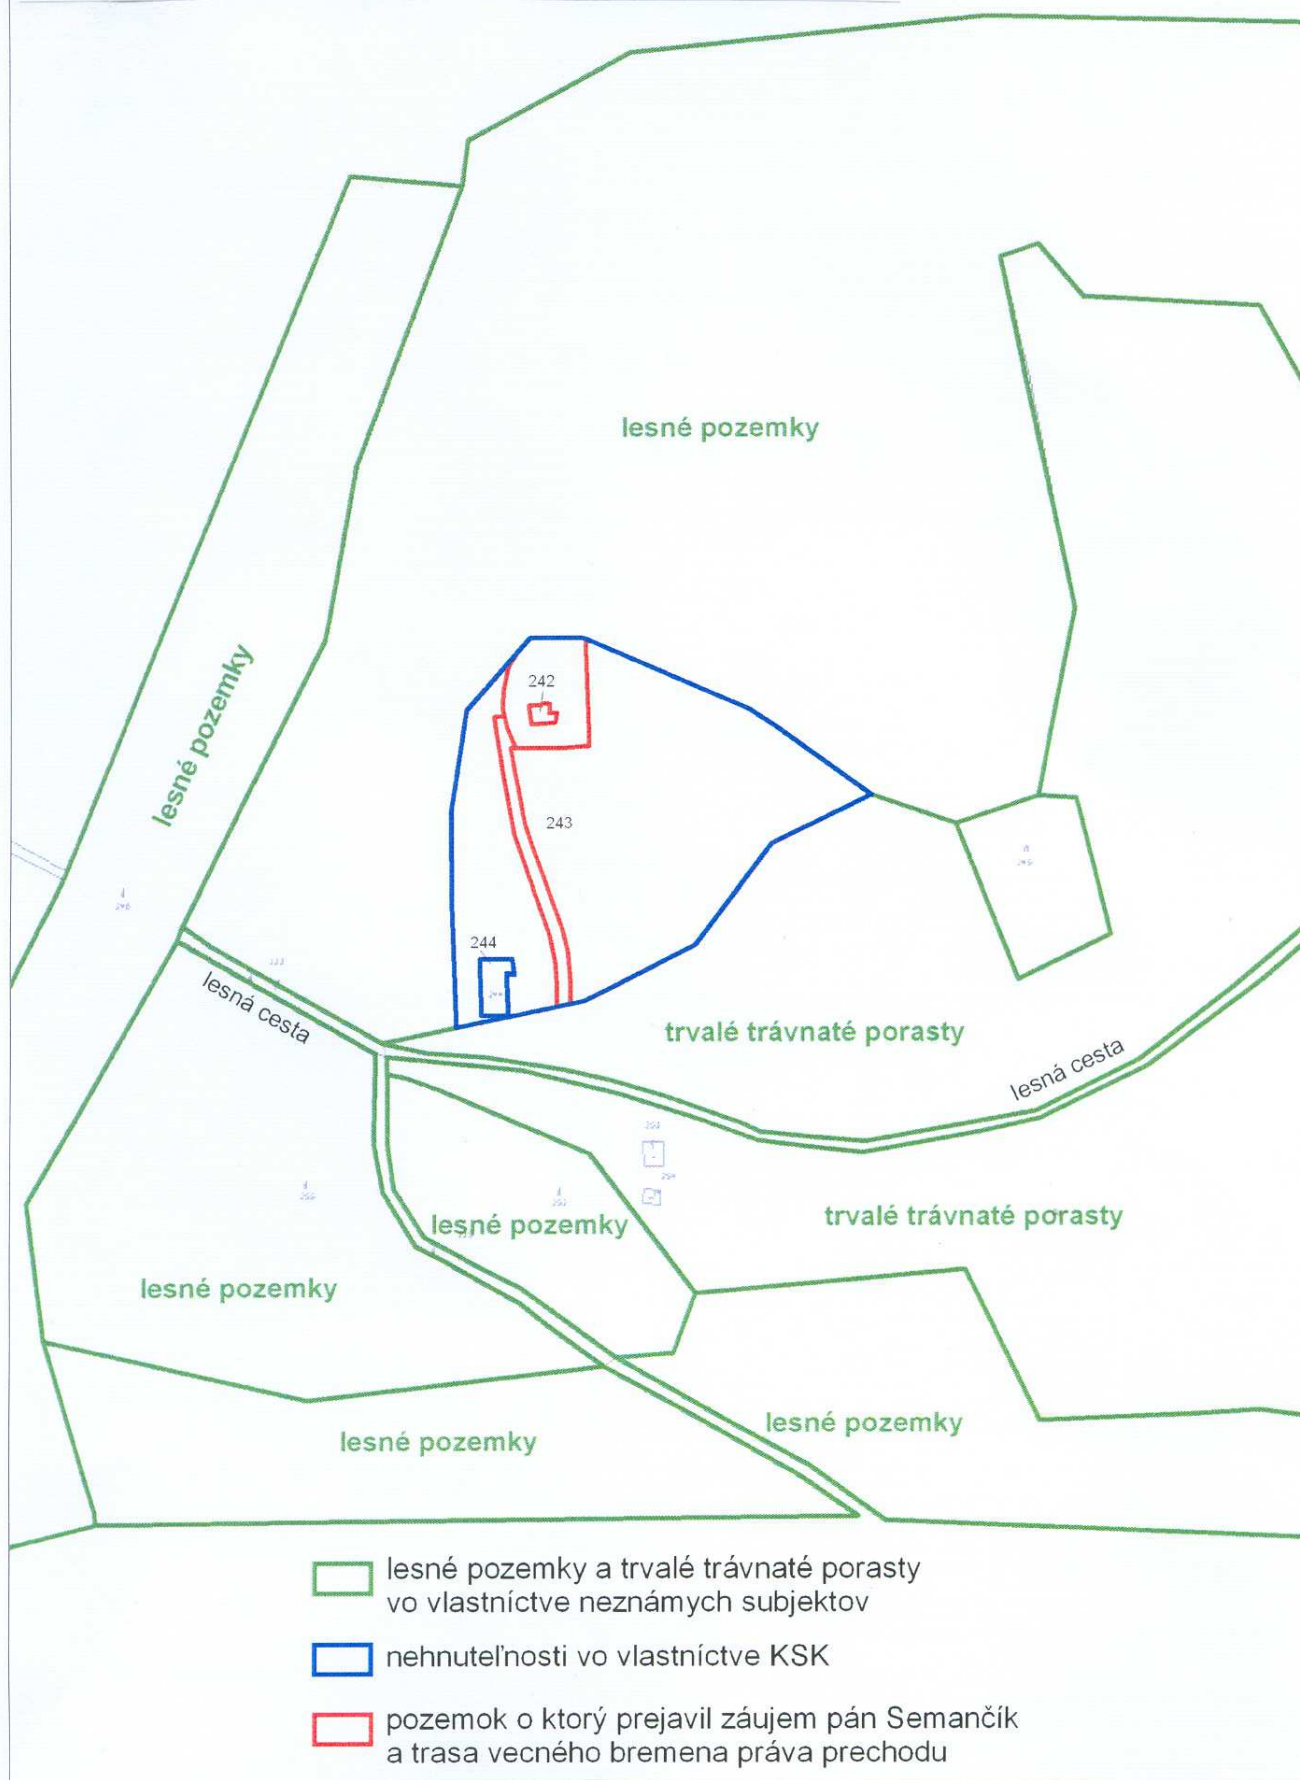 lesné pozemky
lesné pozemky
242
243
244
lesná cesta
trvalé trávnaté porasty
lesná cesta
lesné pozemky
trvalé trávnaté porasty
lesné pozemky
lesné pozemky
lesné pozemky
lesné pozemky a trvalé trávnaté porasty
vo vlastníctve neznámych subjektov
nehnuteľnosti vo vlastníctve KSK
pozemok o ktorý prejavil záujem pán Semančík
a trasa vecného bremena práva prechodu